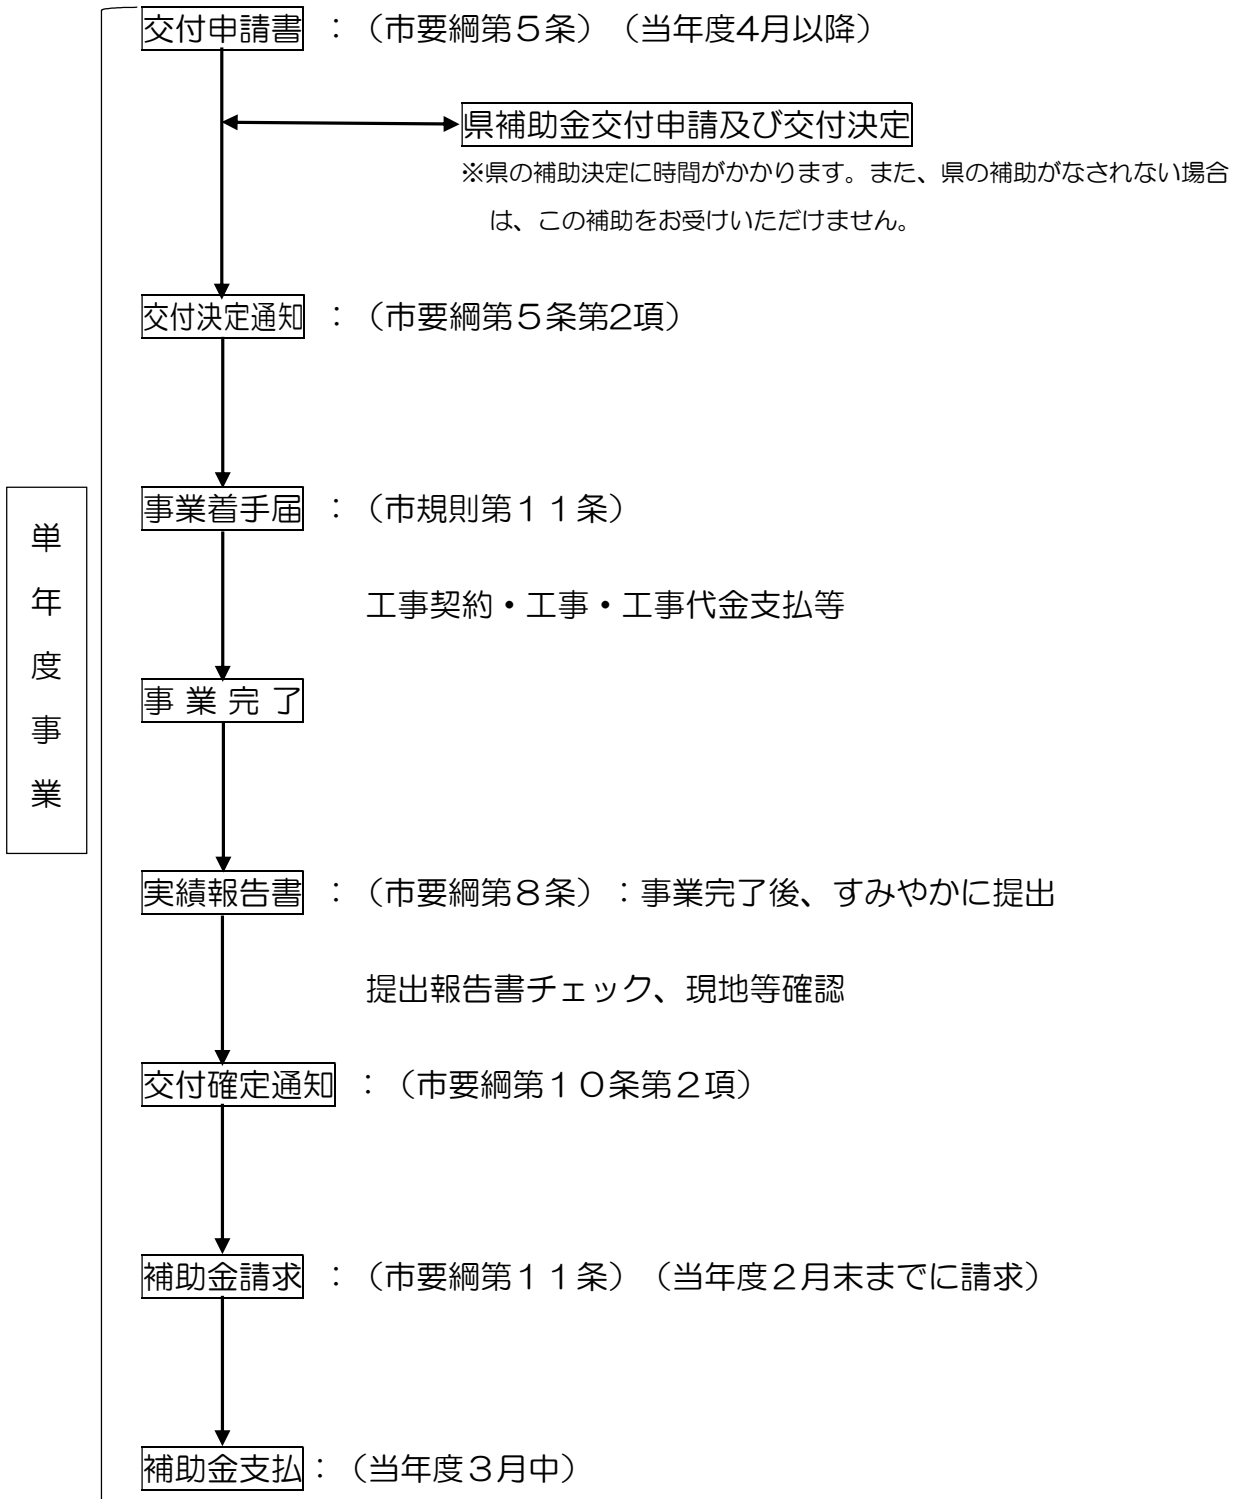 交付申請書 ：（市要綱第５条）（当年度4月以降）
県補助金交付申請及び交付決定
※県の補助決定に時間がかかります。また、県の補助がなされない場合
は、この補助をお受けいただけません。
交付決定通知 ：（市要綱第５条第2項）
事業着手届 ：（市規則第１１条）
単年度事業
工事契約・工事・工事代金支払等
事業完了
実績報告書 ：（市要綱第８条）：事業完了後、すみやかに提出
提出報告書チェック、現地等確認
交付確定通知 ：（市要綱第１０条第２項）
補助金請求 ：（市要綱第１１条）（当年度２月末までに請求）
補助金支払：（当年度３月中）